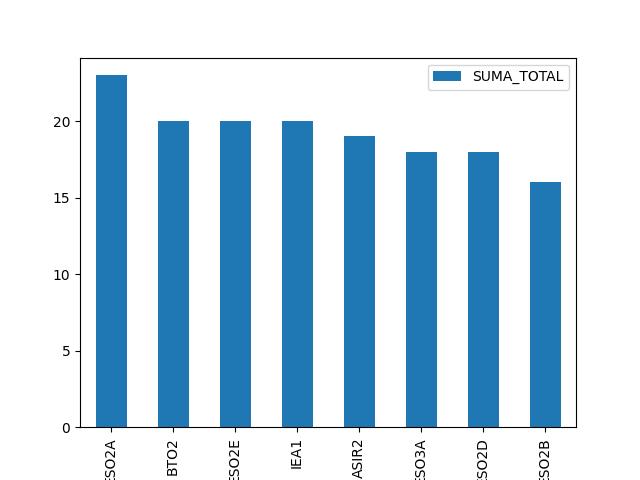 SUMA_TOTAL
20
15
10
5
0
ESO2A
BTO2
ESO2E
IEA1
ASIR2
ESO3A
ESO2D
ESO2B